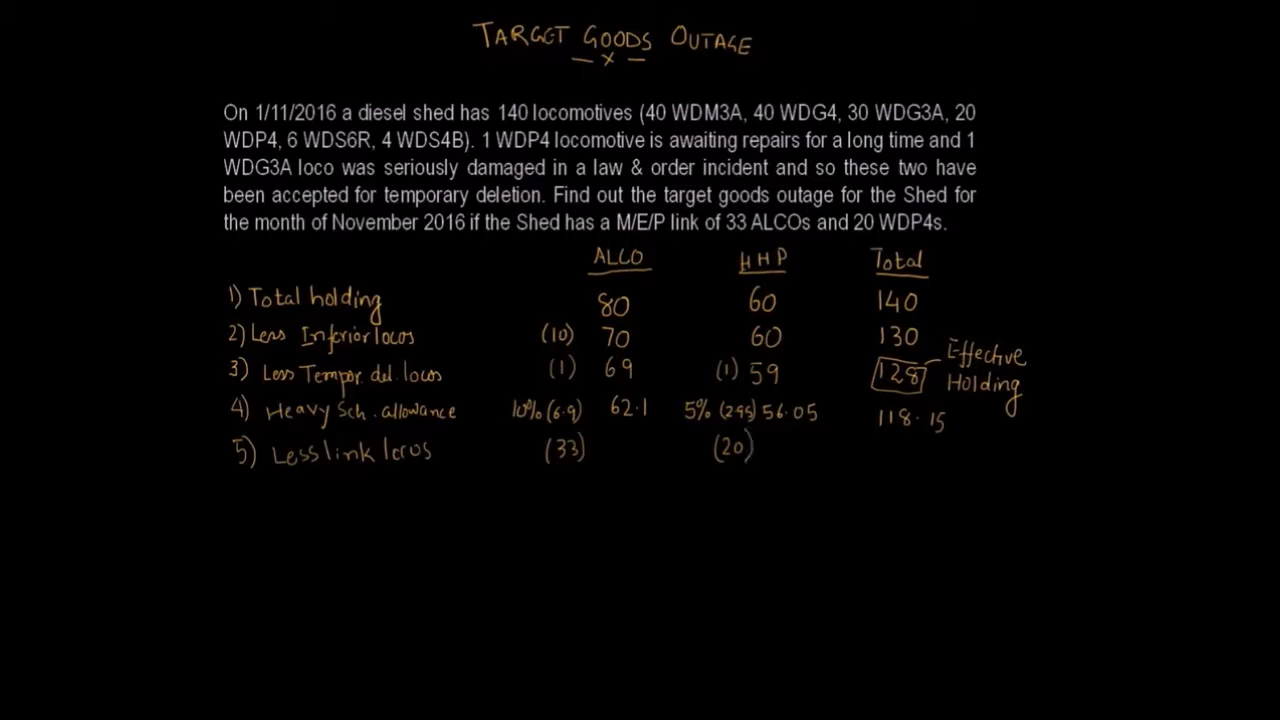 TARGET GOODS OUTAGE
— x —
On 1/11/2016 a diesel shed has 140 locomotives (40 WDM3A, 40 WDG4, 30 WDG3A, 20
WDP4, 6 WDS6R, 4 WDS4B). 1 WDP4 locomotive is awaiting repairs for a long time and 1
WDG3A loco was seriously damaged in a law & order incident and so these two have
been accepted for temporary deletion. Find out the target goods outage for the Shed for
the month of November 2016 if the Shed has a M/E/P link of 33 ALCOs and 20 WDP4s.
ALCO HHP Total
1) Total holding 80 60 140
2) Less Inferior locos (10) 70 60 130
3) Less Tempor. del. locos (1) 69 (1) 59 128 Effective
Holding
4) Heavy Sch. allowance 10% (6.9) 62.1 5% (295) 56.05 118.15
5) Less link locos (33) (20)